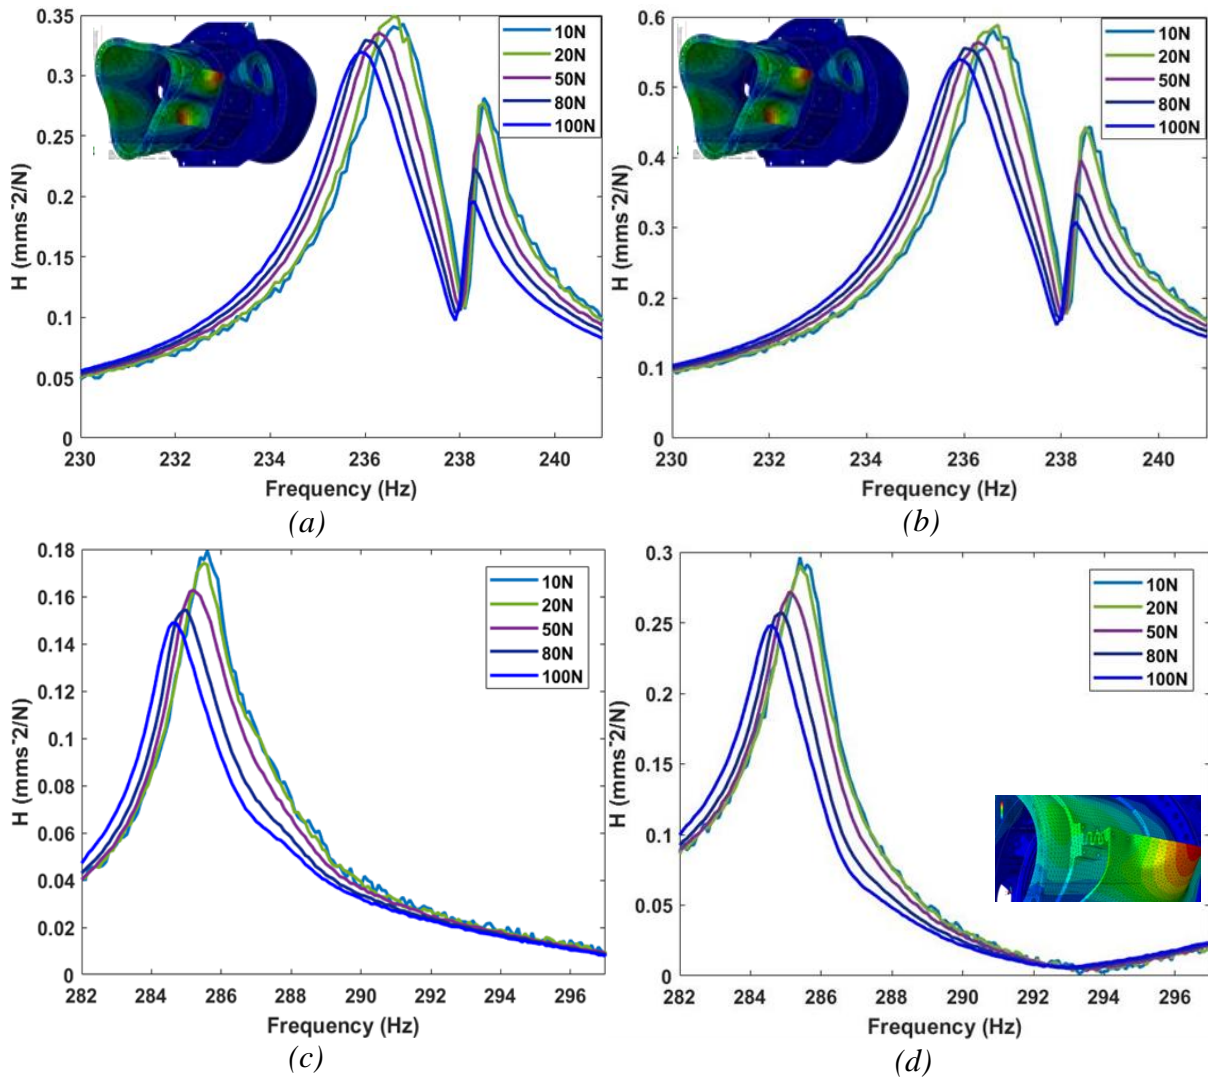 0.35
0.3
0.25
0.2
0.15
0.1
0.05
0
H (mms-2/N)
10N
20N
50N
80N
100N
230
232
234
236
238
240
Frequency (Hz)
(a)
0.6
0.5
0.4
0.3
0.2
0.1
0
H (mms-2/N)
10N
20N
50N
80N
100N
230
232
234
236
238
240
Frequency (Hz)
(b)
0.18
0.16
0.14
0.12
0.1
0.08
0.06
0.04
0.02
0
H (mms-2/N)
10N
20N
50N
80N
100N
282
284
286
288
290
292
294
296
Frequency (Hz)
(c)
0.3
0.25
0.2
0.15
0.1
0.05
0
H (mms-2/N)
10N
20N
50N
80N
100N
282
284
286
288
290
292
294
296
Frequency (Hz)
(d)